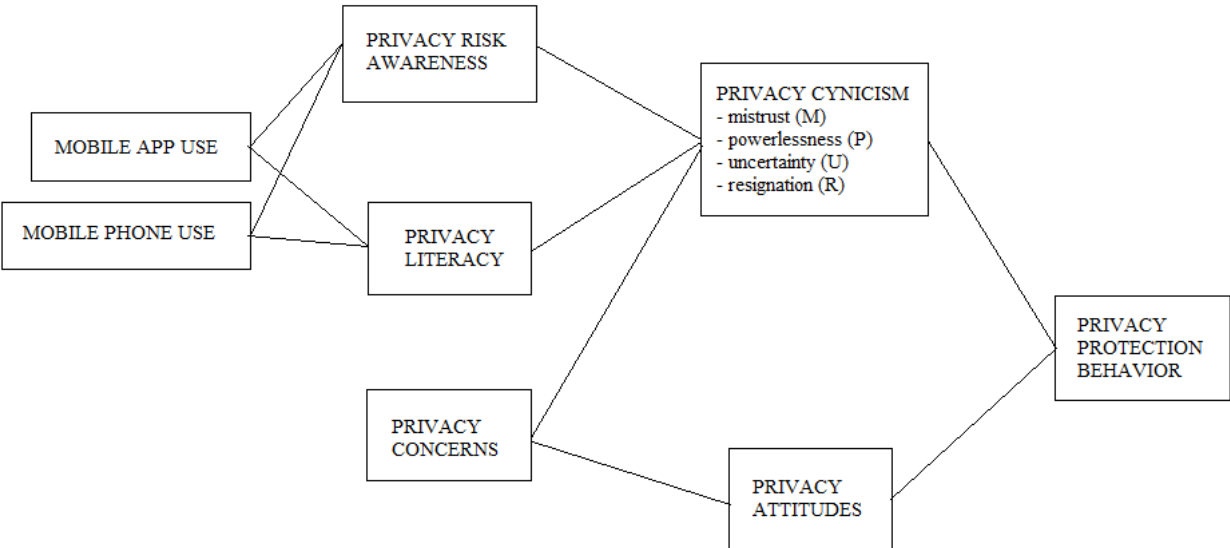 PRIVACY RISK
AWARENESS
MOBILE APP USE
MOBILE PHONE USE
PRIVACY
LITERACY
PRIVACY
CONCERNS
PRIVACY CYNICISM
- mistrust (M)
- powerlessness (P)
- uncertainty (U)
- resignation (R)
PRIVACY
ATTITUDES
PRIVACY
PROTECTION
BEHAVIOR